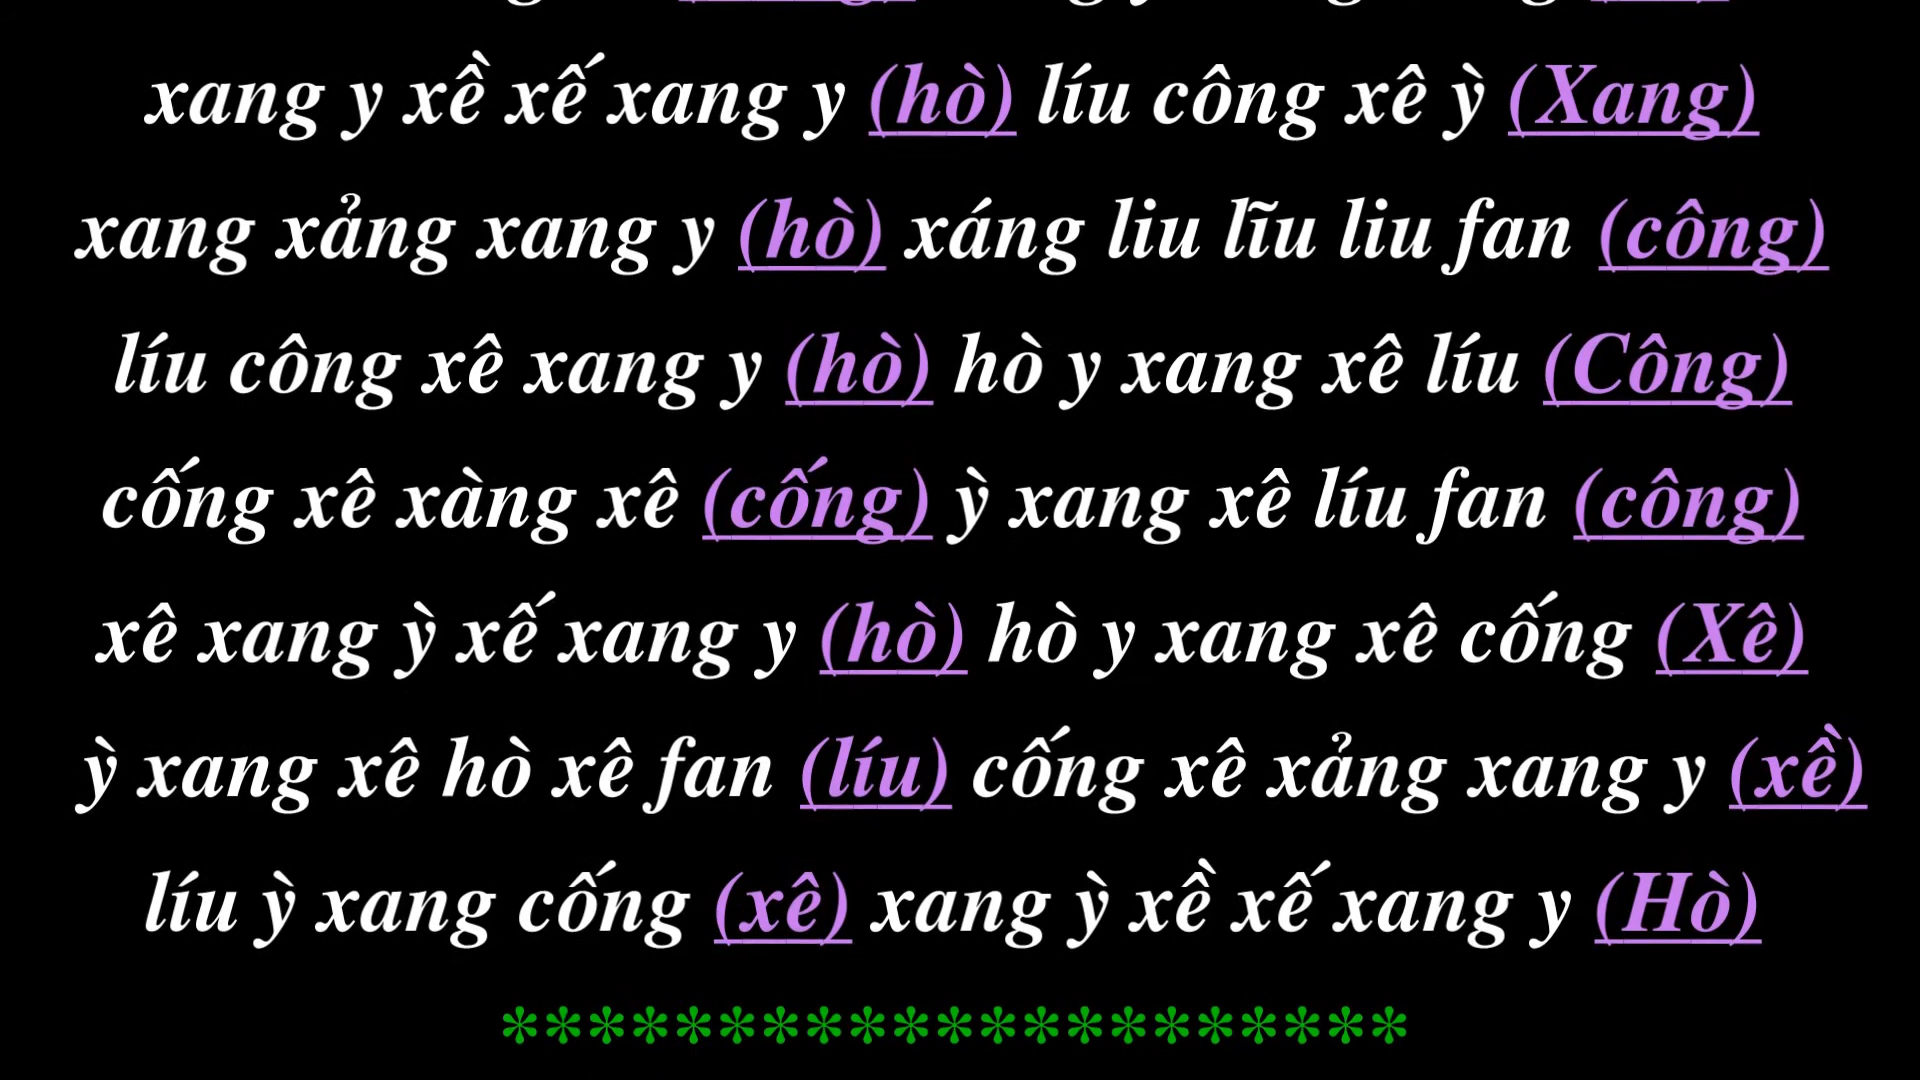 xang y xề xế xang y (hò) líu công xê ỳ (Xang)
xang xảng xang y (hò) xáng liu lĩu liu fan (công)
líu công xê xang y (hò) hò y xang xê líu (Công)
cống xê xàng xê (cống) ỳ xang xê líu fan (công)
xê xang ỳ xế xang y (hò) hò y xang xê cống (Xê)
ỳ xang xê hò xê fan (líu) cống xê xảng xang y (xề)
líu ỳ xang cống (xê) xang ỳ xề xế xang y (Hò)
*********************